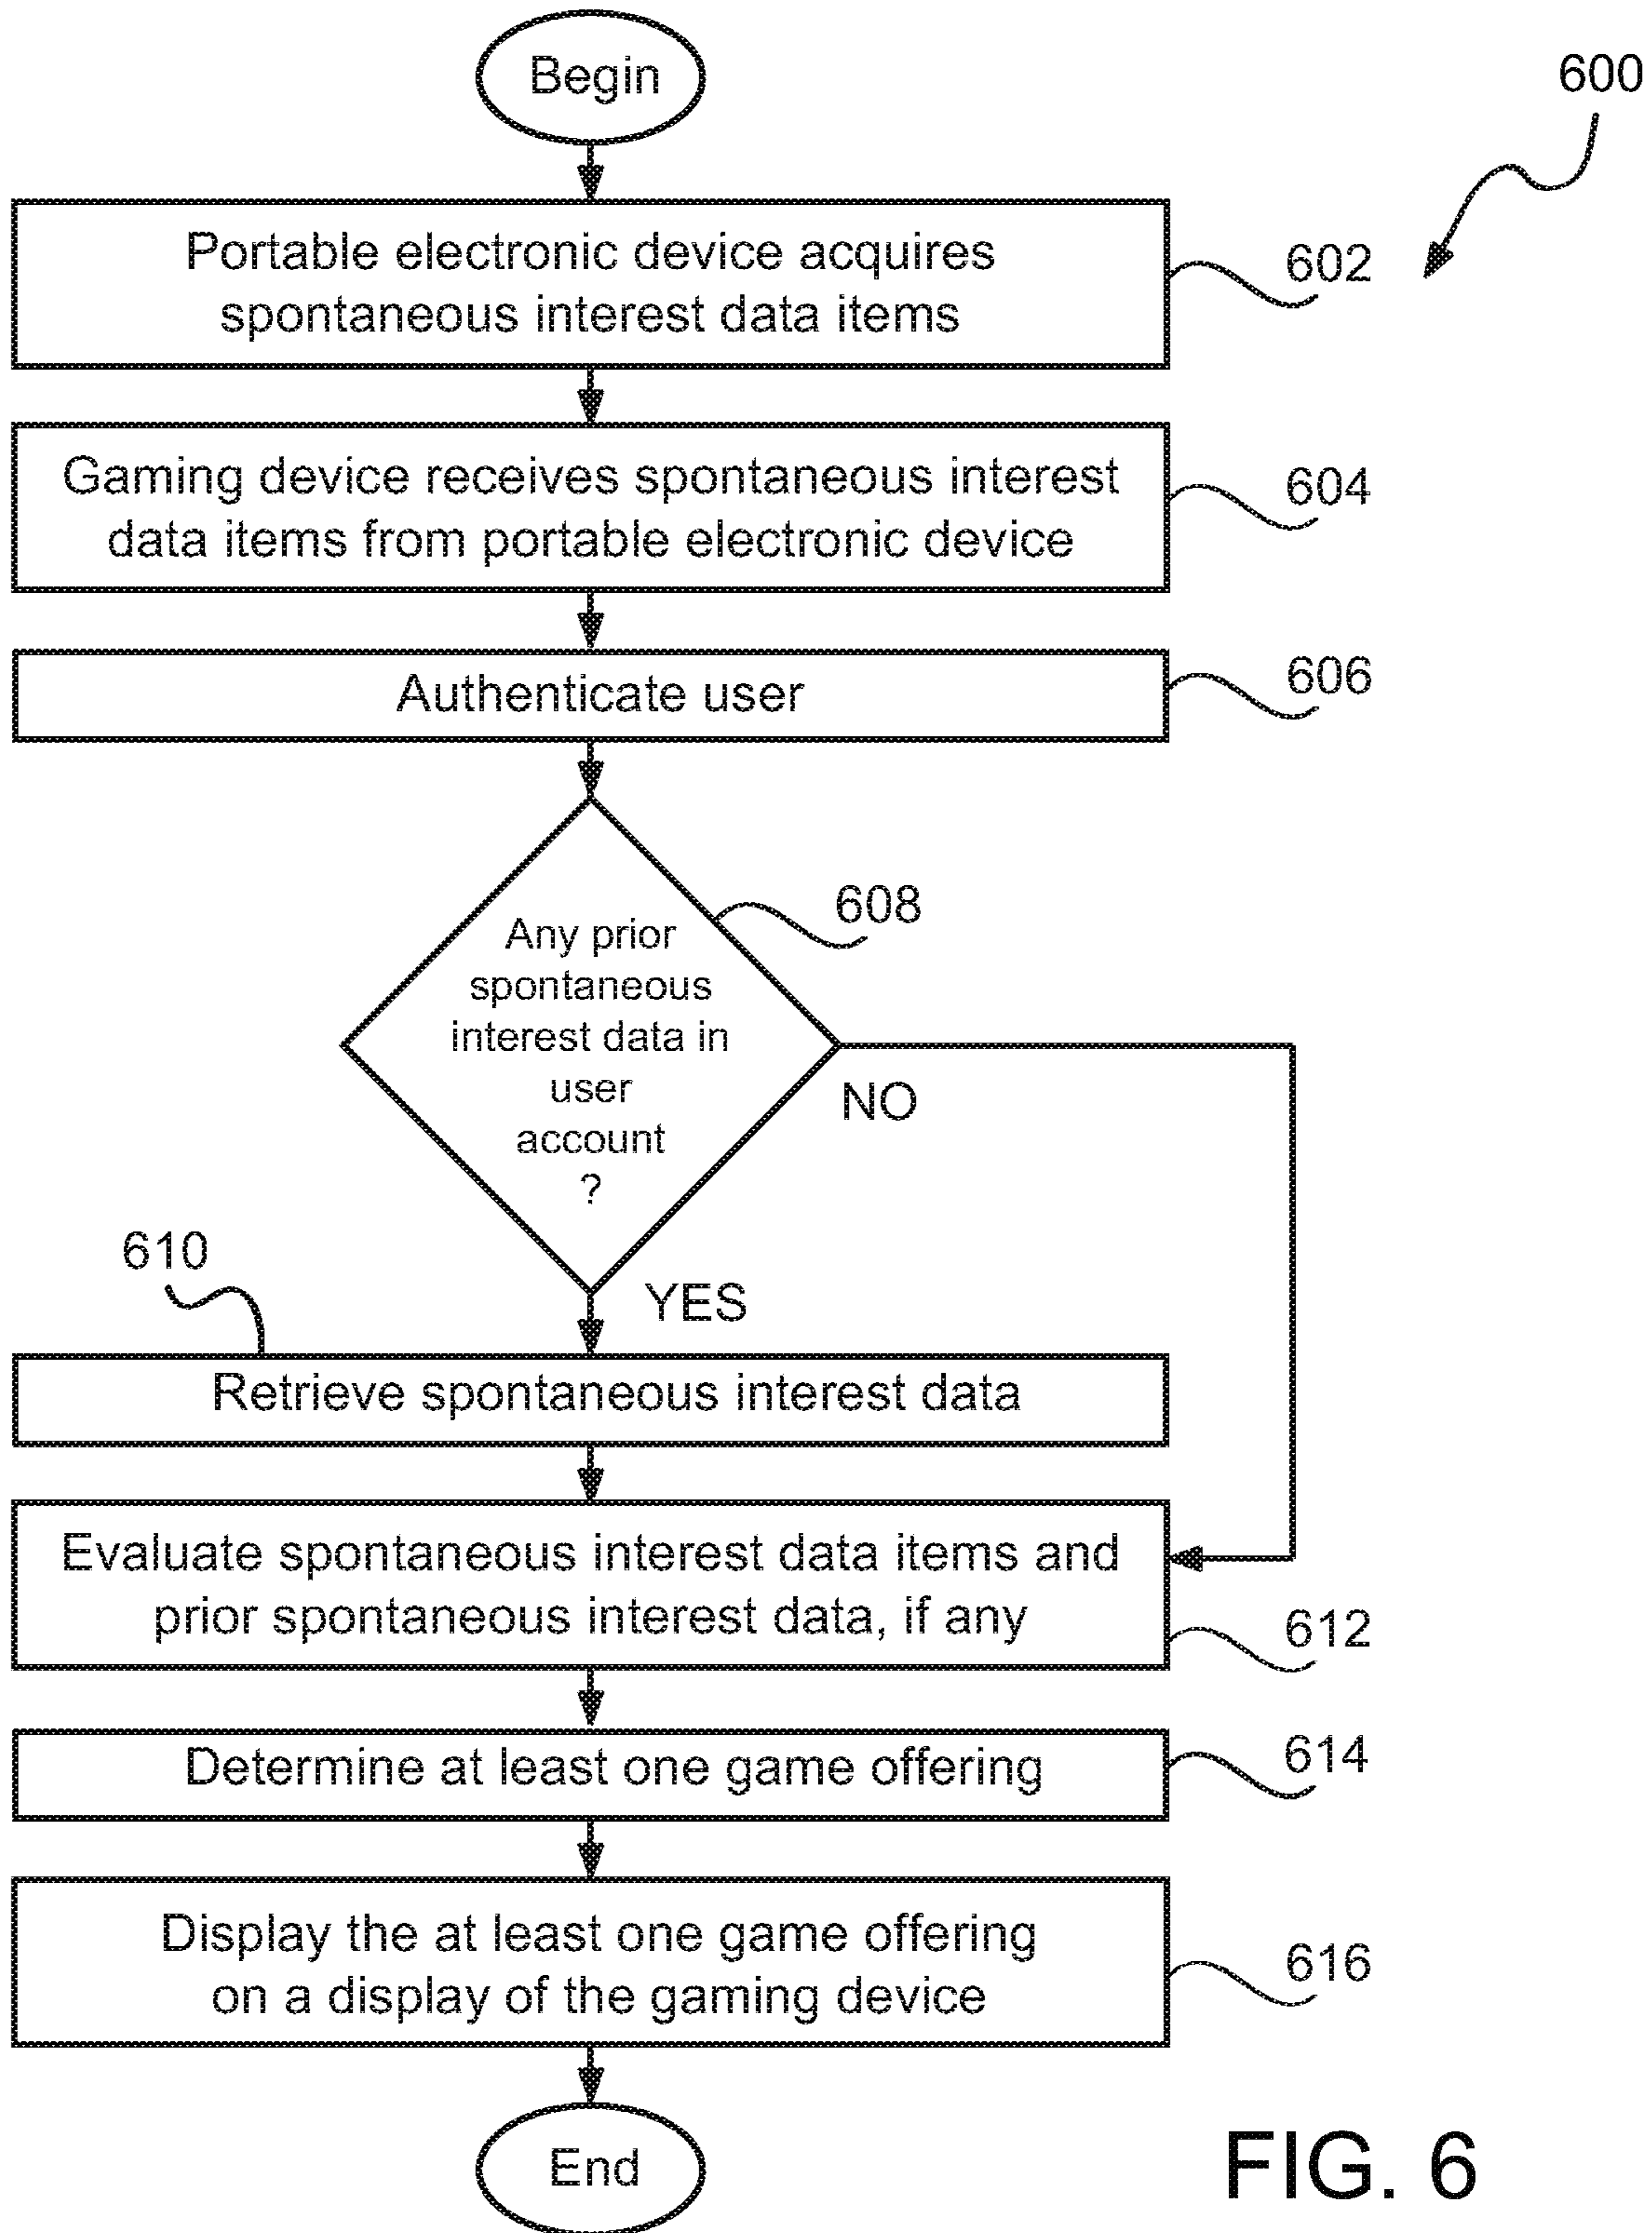 Begin
600
Portable electronic device acquires
spontaneous interest data items
602
Gaming device receives spontaneous interest
data items from portable electronic device
604
Authenticate user
606
Any prior
spontaneous
interest data in
user
account
?
608
NO
YES
610
Retrieve spontaneous interest data
Evaluate spontaneous interest data items and
prior spontaneous interest data, if any
612
Determine at least one game offering
614
Display the at least one game offering
on a display of the gaming device
616
End
FIG. 6